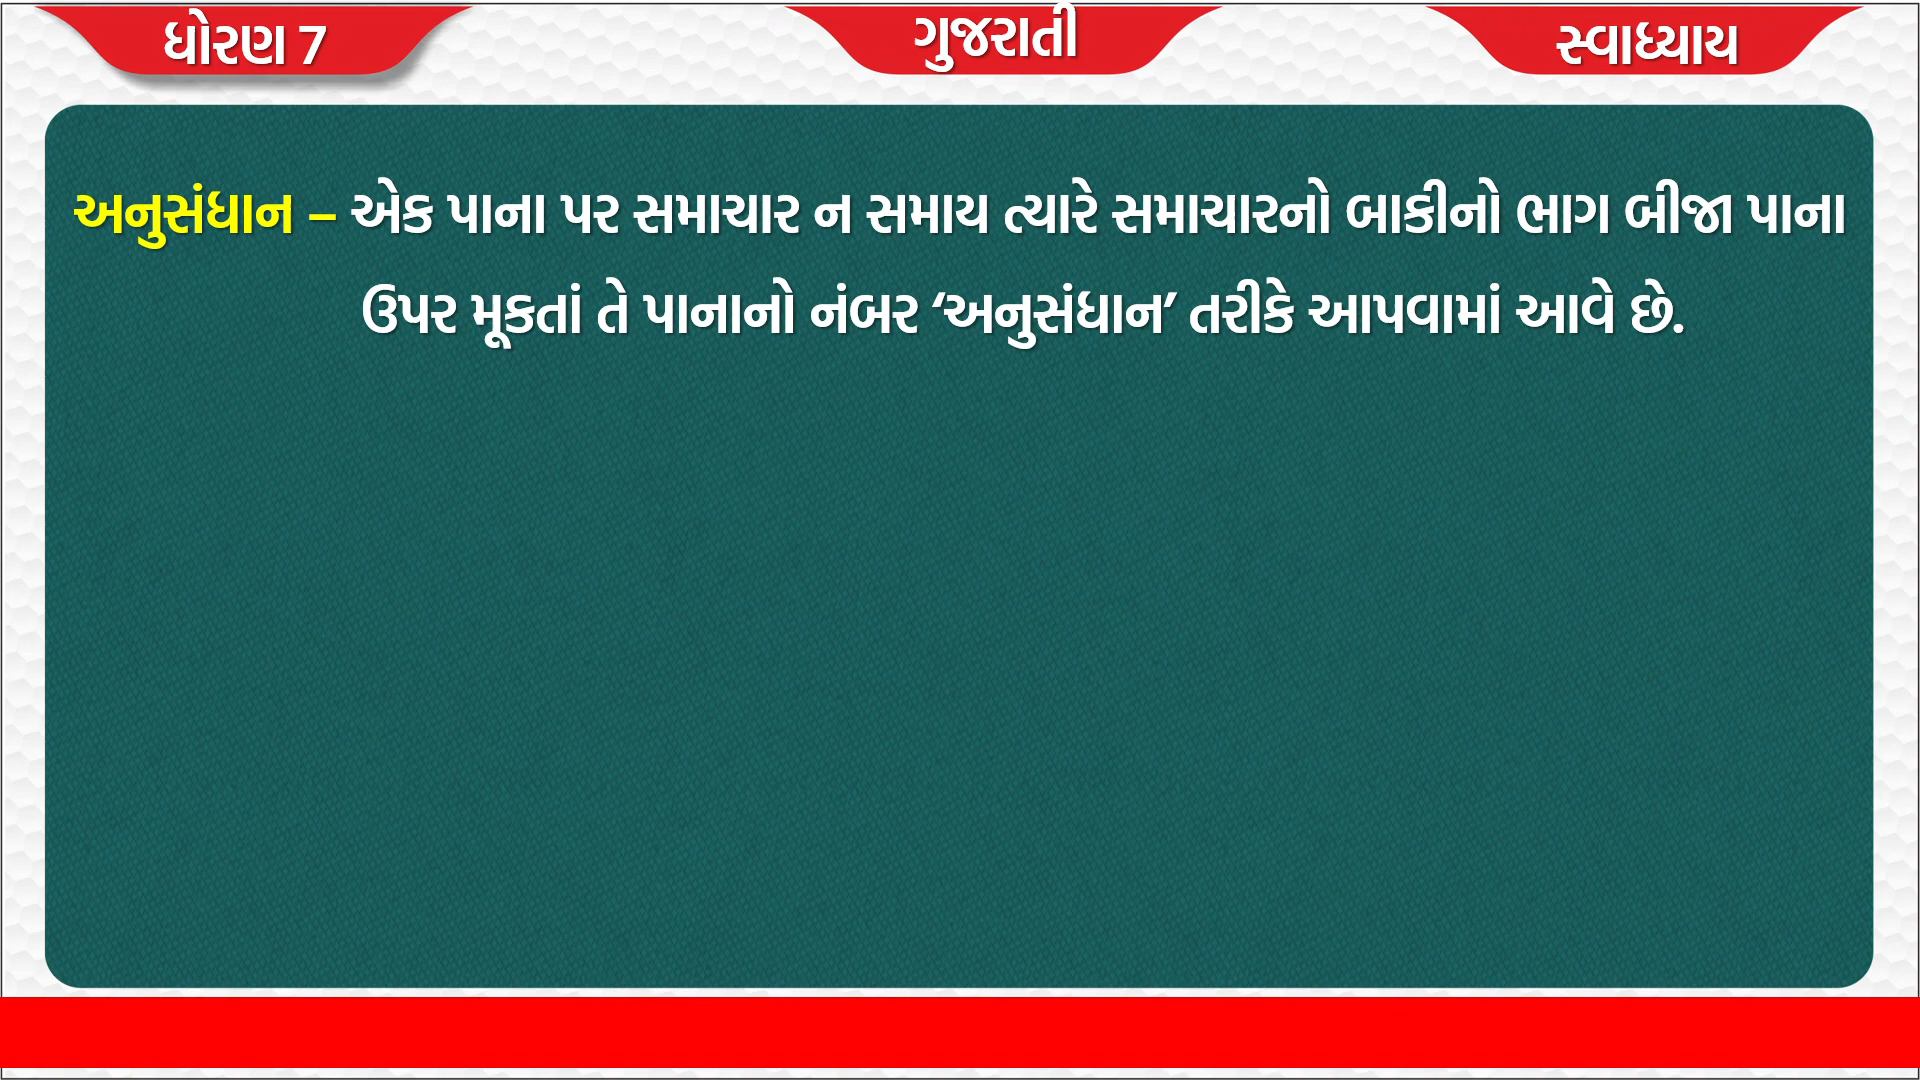 ધોરણ 7
ગુજરાતી
સ્વાધ્યાય
અનુસંધાન – એક પાના પર સમાચાર ન સમાય ત્યારે સમાચારનો બાકીનો ભાગ બીજા પાના
ઉપર મૂકતાં તે પાનાનો નંબર ‘અનુસંધાન’ તરીકે આપવામાં આવે છે.